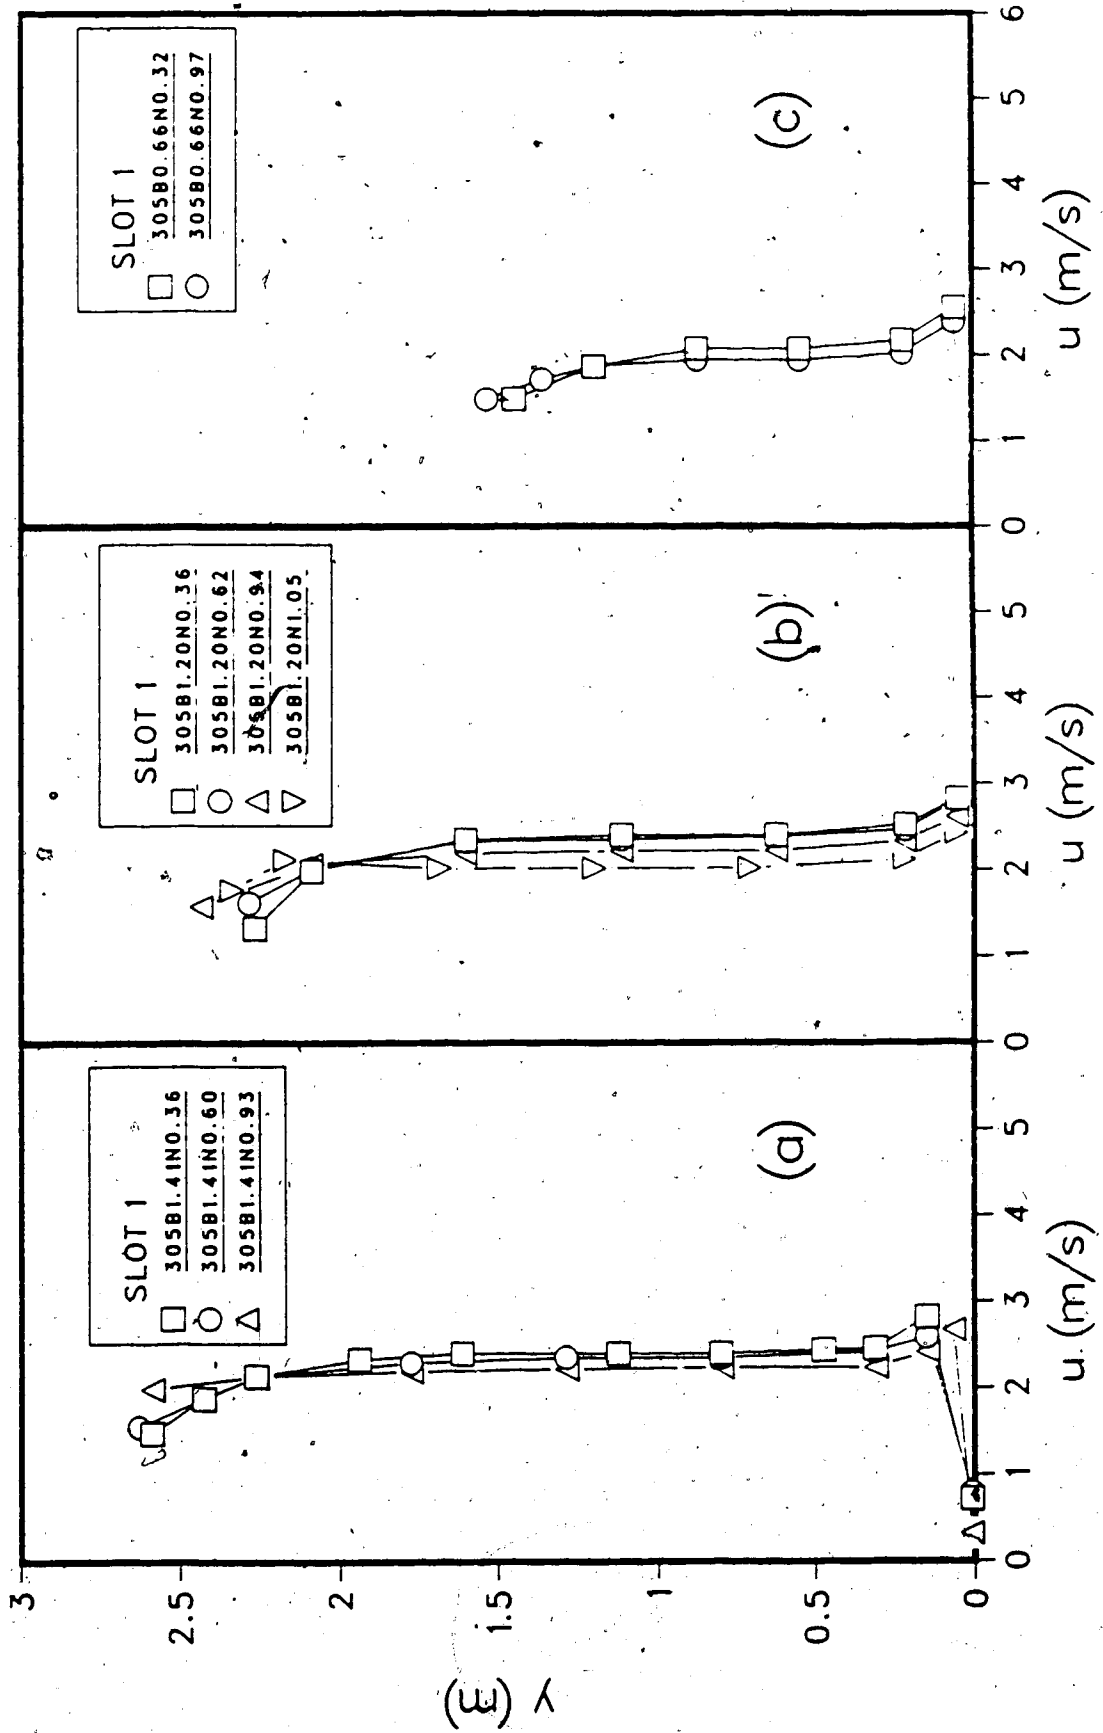 SLOT 1
305B1.41N0.36
305B1.41N0.60
305B1.41N0.93
(a)
SLOT 1
305B1.20N0.36
305B1.20N0.62
305B1.20N0.94
305B1.20N1.05
(b)
SLOT 1
305B0.66N0.32
305B0.66N0.97
(c)
y (m)
3
2.5
2
1.5
1
0.5
0
0 1 2 3 4 5
0 1 2 3 4 5
0 1 2 3 4 5 6
u (m/s)
u (m/s)
u (m/s)